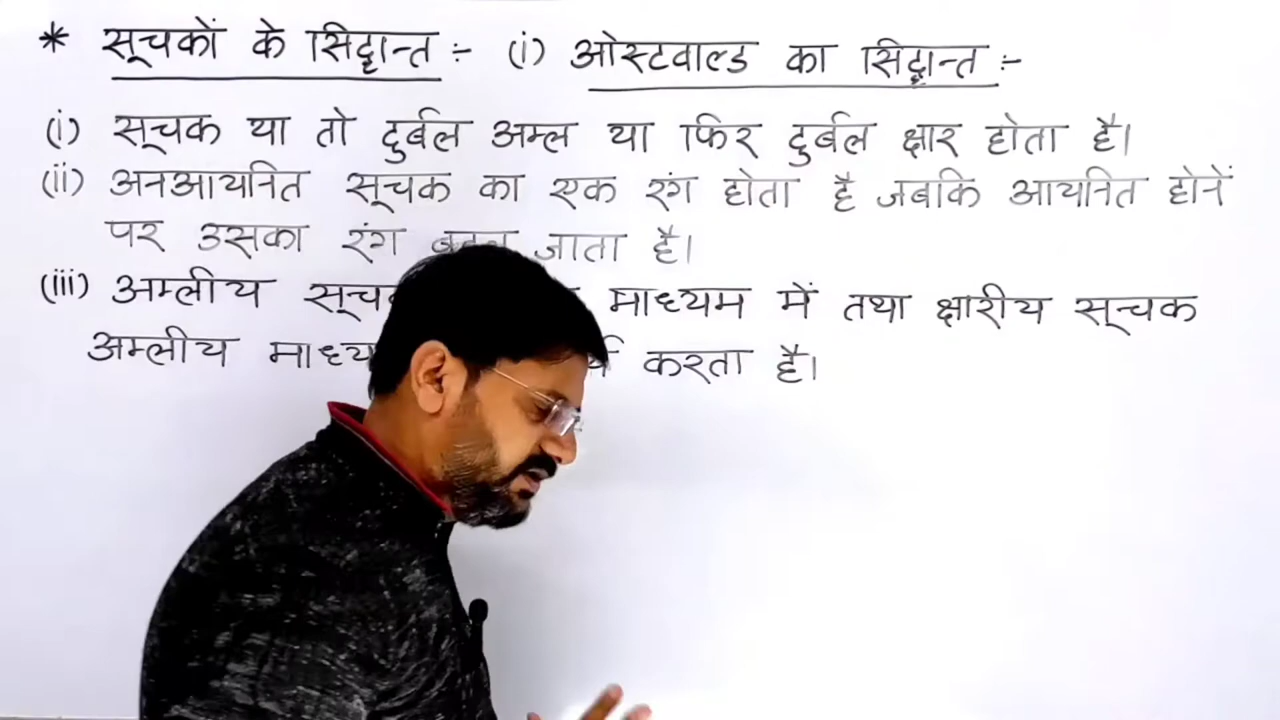 * सूचकों के सिद्धान्त :- (i) ओस्टवाल्ड का सिद्धान्त :-
(i) सूचक या तो दुर्बल अम्ल या फिर दुर्बल क्षार होता है।
(ii) अनआयनित सूचक का एक रंग होता है जबकि आयनित होनें
पर उसका रंग बदल जाता है।
(iii) अम्लीय माध्यम में तथा क्षारीय सूचक
अम्लीय करता है।